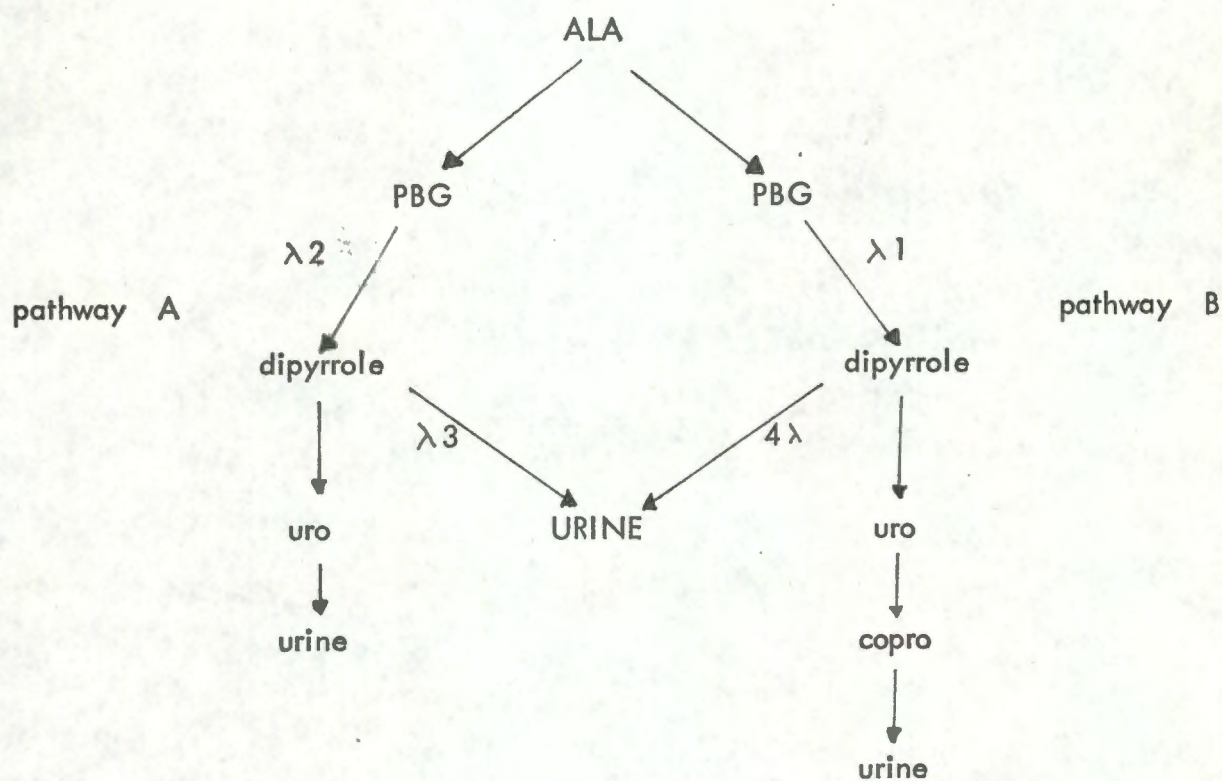 ALA
PBG PBG
λ2 λ1
pathway A pathway B
dipyrrole dipyrrole
λ3 4λ
uro URINE uro
urine copro
urine